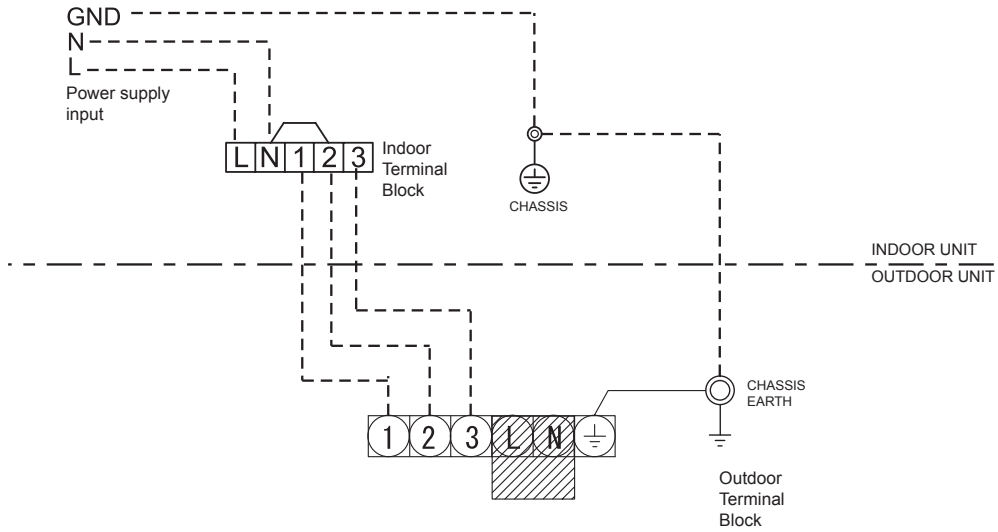 GND
N
L
Power supply
input
L N 1 2 3
Indoor
Terminal
Block
CHASSIS
INDOOR UNIT
OUTDOOR UNIT
CHASSIS
EARTH
1 2 3 L N
Outdoor
Terminal
Block